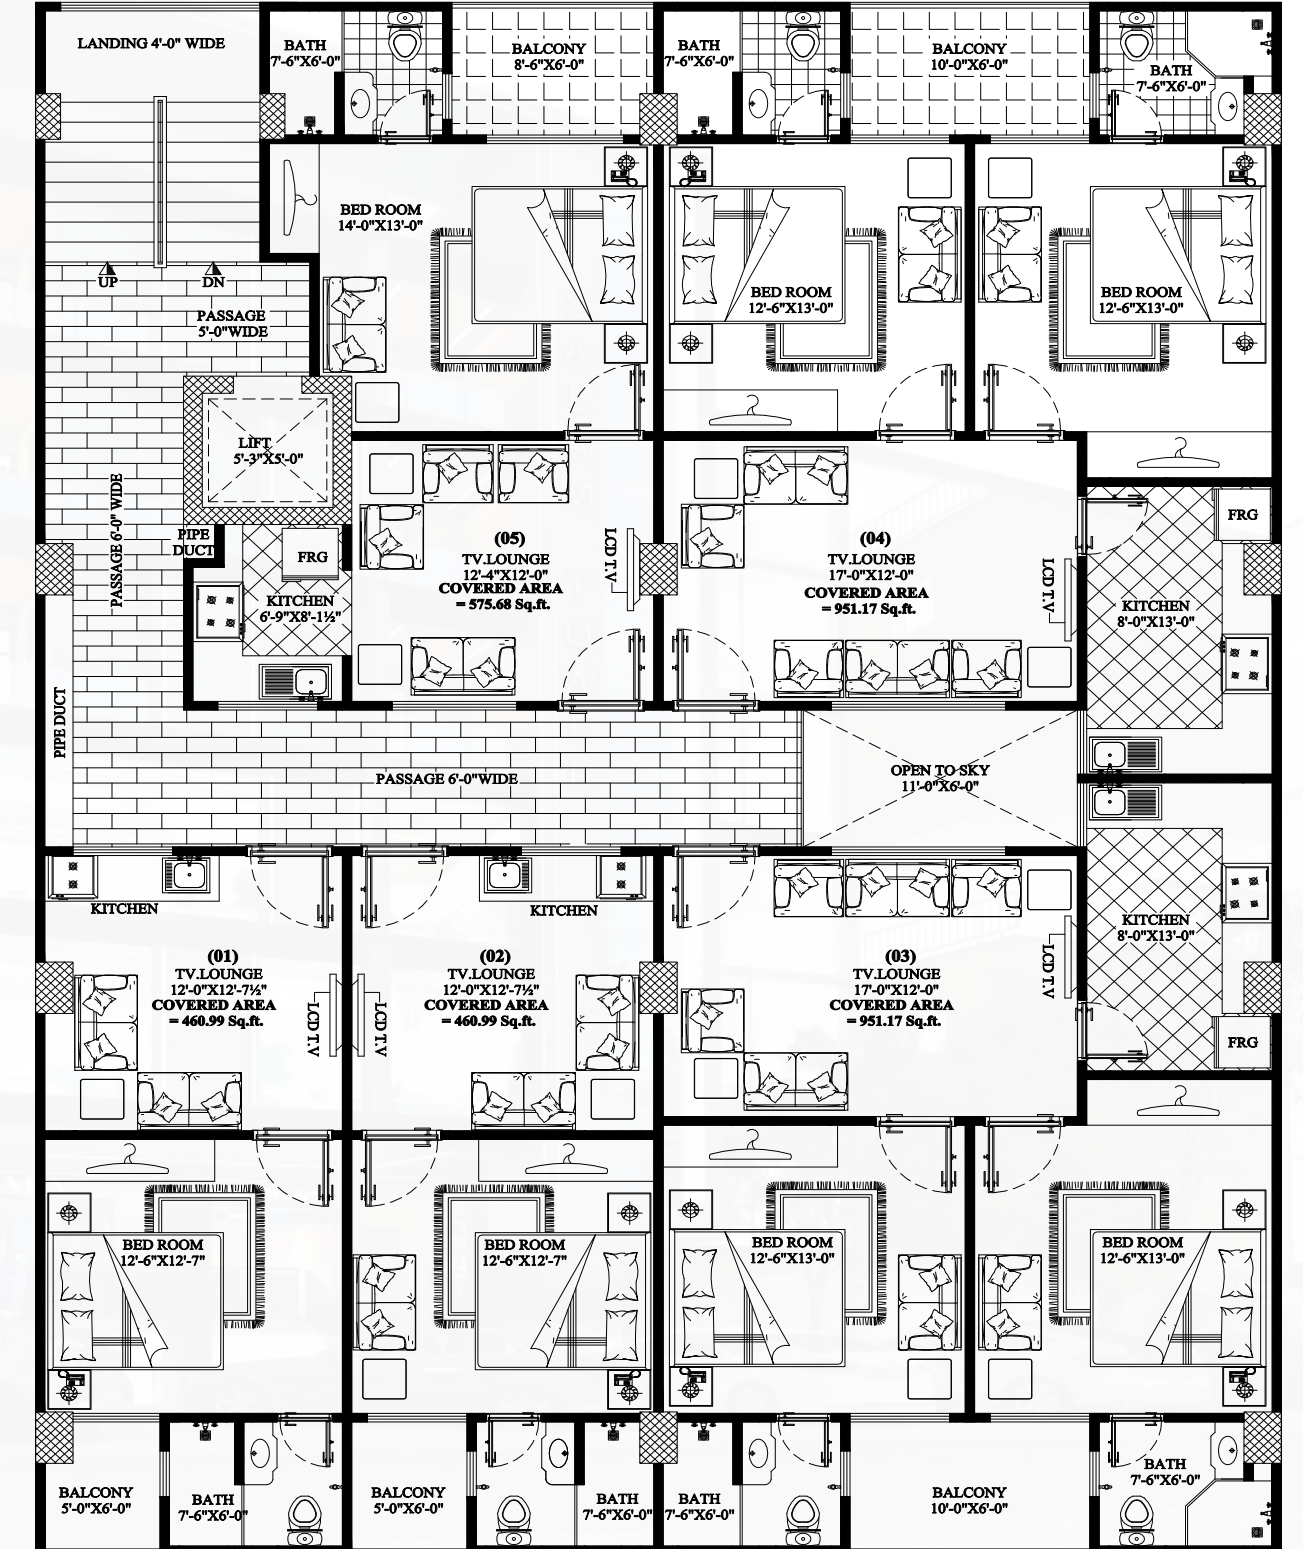 LANDING 4'-0" WIDE
BATH
7'-6"X6'-0"
BALCONY
8'-6"X6'-0"
BATH
7'-6"X6'-0"
BALCONY
10'-0"X6'-0"
BATH
7'-6"X6'-0"
BED ROOM
14'-0"X13'-0"
BED ROOM
12'-6"X13'-0"
BED ROOM
12'-6"X13'-0"
UP
DN
PASSAGE
5'-0"WIDE
LIFT
5'-3"X5'-0"
PASSAGE 6'-0" WIDE
PIPE
DUCT
FRG
KITCHEN
6'-9"X8'-1½"
(05)
TV.LOUNGE
12'-4"X12'-0"
COVERED AREA
= 575.68 Sq.ft.
LCD T.V
(04)
TV.LOUNGE
17'-0"X12'-0"
COVERED AREA
= 951.17 Sq.ft.
LCD T.V
FRG
KITCHEN
8'-0"X13'-0"
PIPE DUCT
PASSAGE 6'-0"WIDE
OPEN TO SKY
11'-0"X6'-0"
KITCHEN
KITCHEN
(01)
TV.LOUNGE
12'-0"X12'-7½"
COVERED AREA
= 460.99 Sq.ft.
LCD T.V
(02)
TV.LOUNGE
12'-0"X12'-7½"
COVERED AREA
= 460.99 Sq.ft.
LCD T.V
(03)
TV.LOUNGE
17'-0"X12'-0"
COVERED AREA
= 951.17 Sq.ft.
LCD T.V
KITCHEN
8'-0"X13'-0"
FRG
BED ROOM
12'-6"X12'-7"
BED ROOM
12'-6"X12'-7"
BED ROOM
12'-6"X13'-0"
BED ROOM
12'-6"X13'-0"
BALCONY
5'-0"X6'-0"
BATH
7'-6"X6'-0"
BALCONY
5'-0"X6'-0"
BATH
7'-6"X6'-0"
BATH
7'-6"X6'-0"
BALCONY
10'-0"X6'-0"
BATH
7'-6"X6'-0"